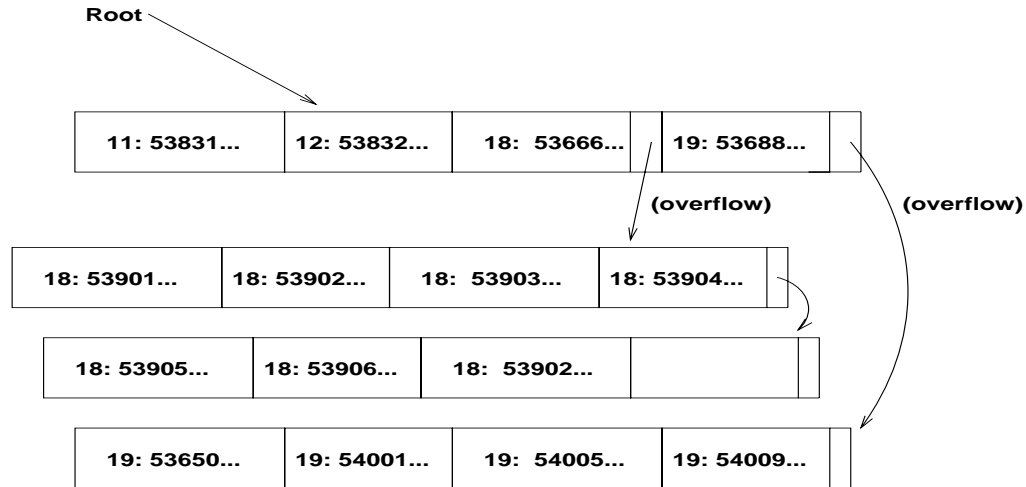 Root
11: 53831... 12: 53832... 18: 53666... 19: 53688...
(overflow) (overflow)
18: 53901... 18: 53902... 18: 53903... 18: 53904...
18: 53905... 18: 53906... 18: 53902...
19: 53650... 19: 54001... 19: 54005... 19: 54009...